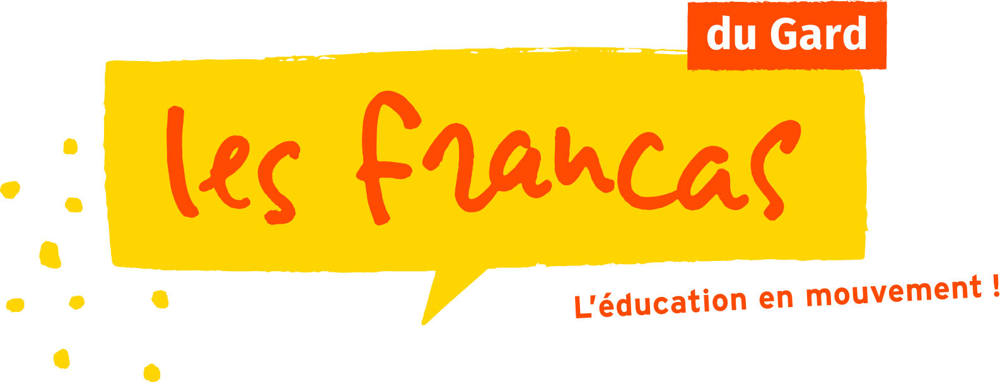 du Gard
les francas
L'éducation en mouvement !